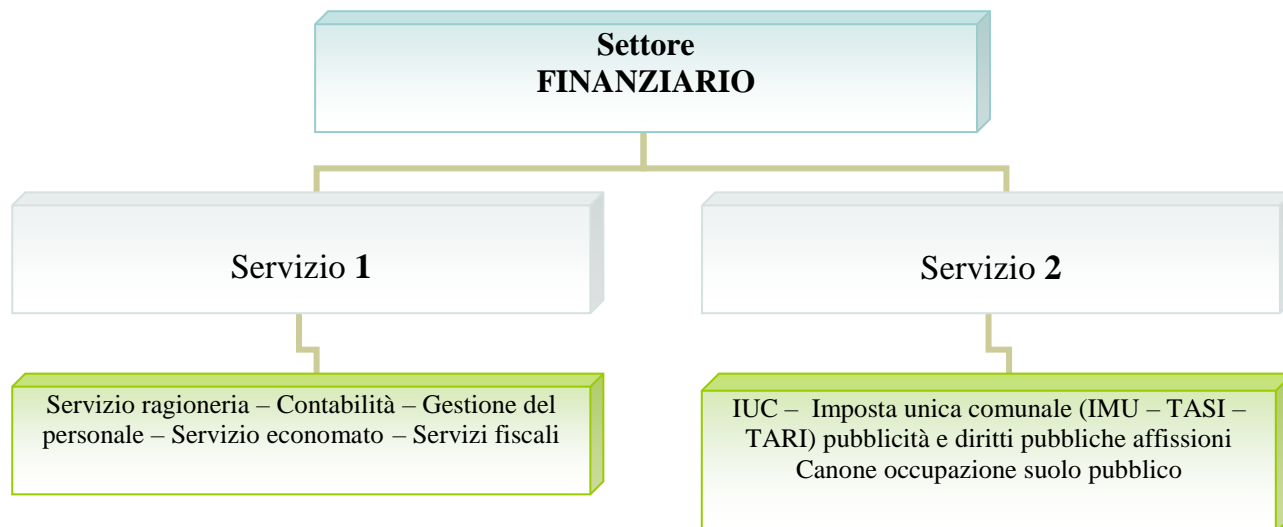 Settore
FINANZIARIO
Servizio 1
Servizio 2
Servizio ragioneria – Contabilità – Gestione del
personale – Servizio economato – Servizi fiscali
IUC – Imposta unica comunale (IMU – TASI –
TARI) pubblicità e diritti pubbliche affissioni
Canone occupazione suolo pubblico